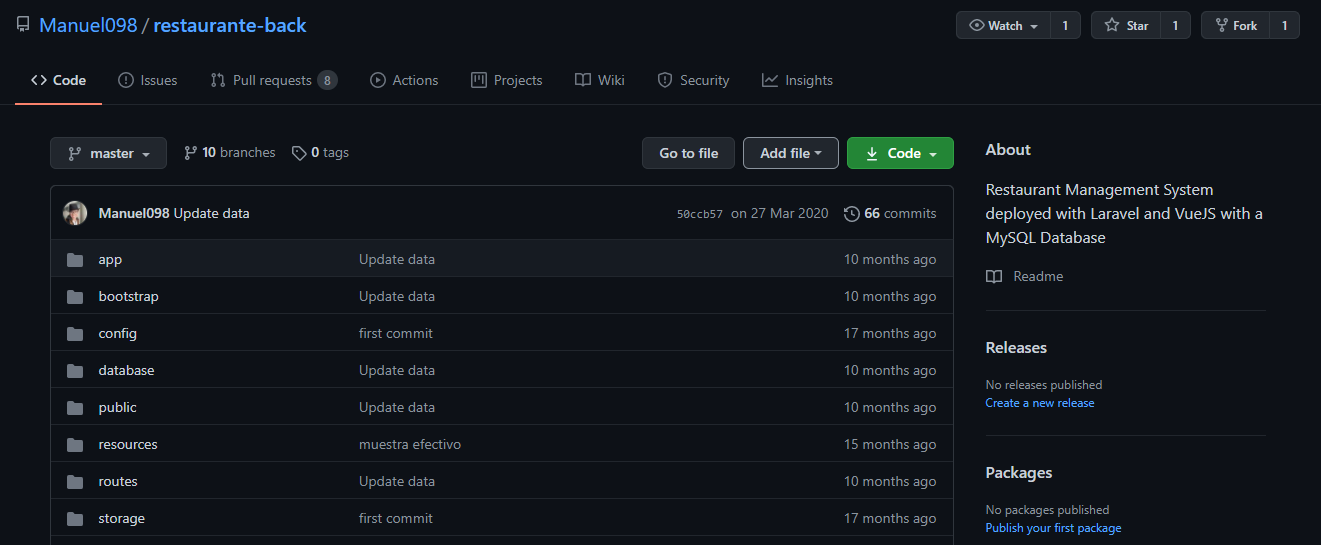 Manuel098 / restaurante-back
Watch 1 Star 1 Fork 1
Code Issues Pull requests 8 Actions Projects Wiki Security Insights
master 10 branches 0 tags Go to file Add file Code
Manuel098 Update data 50ccb57 on 27 Mar 2020 66 commits
app Update data 10 months ago
bootstrap Update data 10 months ago
config first commit 17 months ago
database Update data 10 months ago
public Update data 10 months ago
resources muestra efectivo 15 months ago
routes Update data 10 months ago
storage first commit 17 months ago
About
Restaurant Management System
deployed with Laravel and VueJS with a
MySQL Database
Readme
Releases
No releases published
Create a new release
Packages
No packages published
Publish your first package